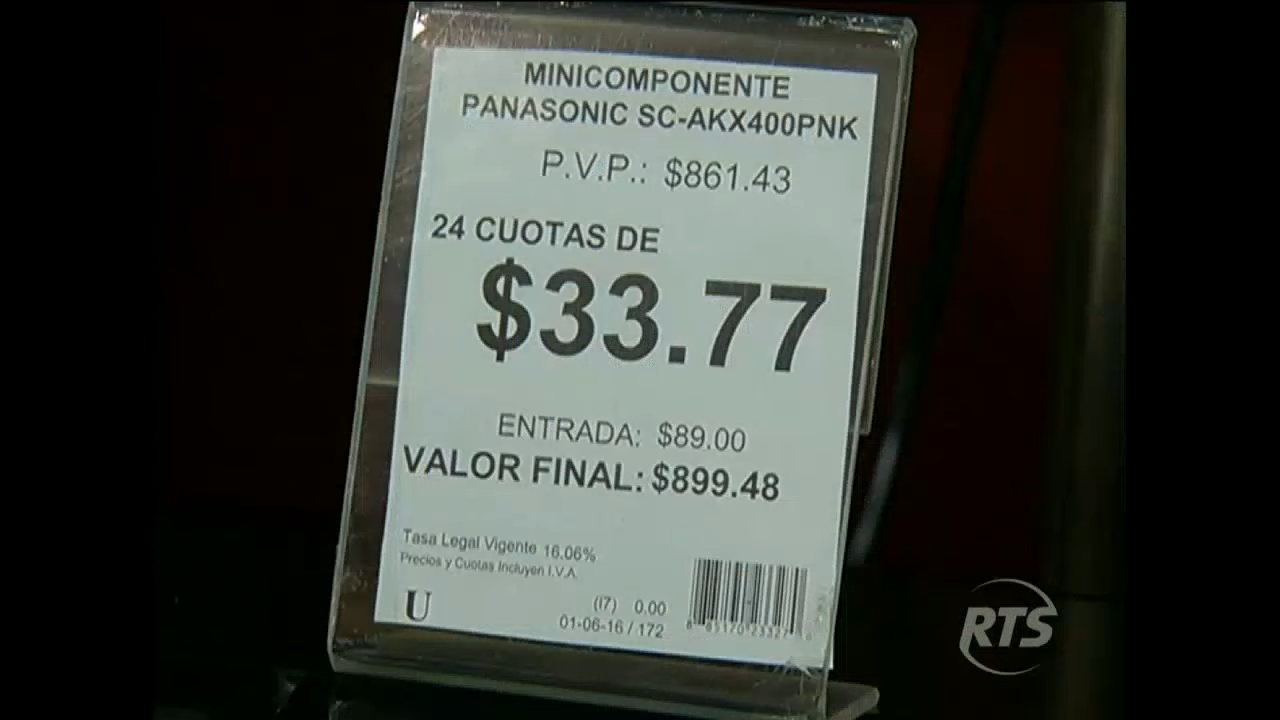 MINICOMPONENTE
PANASONIC SC-AKX400PNK
P.V.P.: $861.43
24 CUOTAS DE
$33.77
ENTRADA: $89.00
VALOR FINAL: $899.48
Tasa Legal Vigente 16.06%
Precios y Cuotas Incluyen I.V.A.
U
(I7) 0.00
01-06-16 / 172
RTS